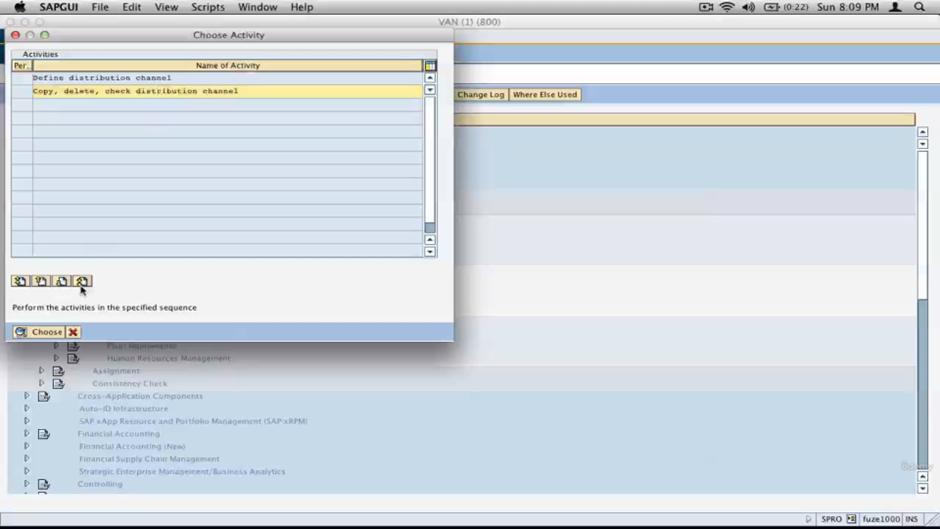 SAPGUI File Edit View Scripts Window Help (0:22) Sun 8:09 PM
VAN (1) (800)
Choose Activity
Activities
Per.. Name of Activity
Define distribution channel
Copy, delete, check distribution channel
Change Log Where Else Used
Perform the activities in the specified sequence
Choose
Human Resources Management
Assignment
Consistency Check
Cross-Application Components
Auto-ID Infrastructure
SAP xApp Resource and Portfolio Management (SAP xRPM)
Financial Accounting
Financial Accounting (New)
Financial Supply Chain Management
Strategic Enterprise Management/Business Analytics
Controlling
Udemy
SPRO fuze1000 INS